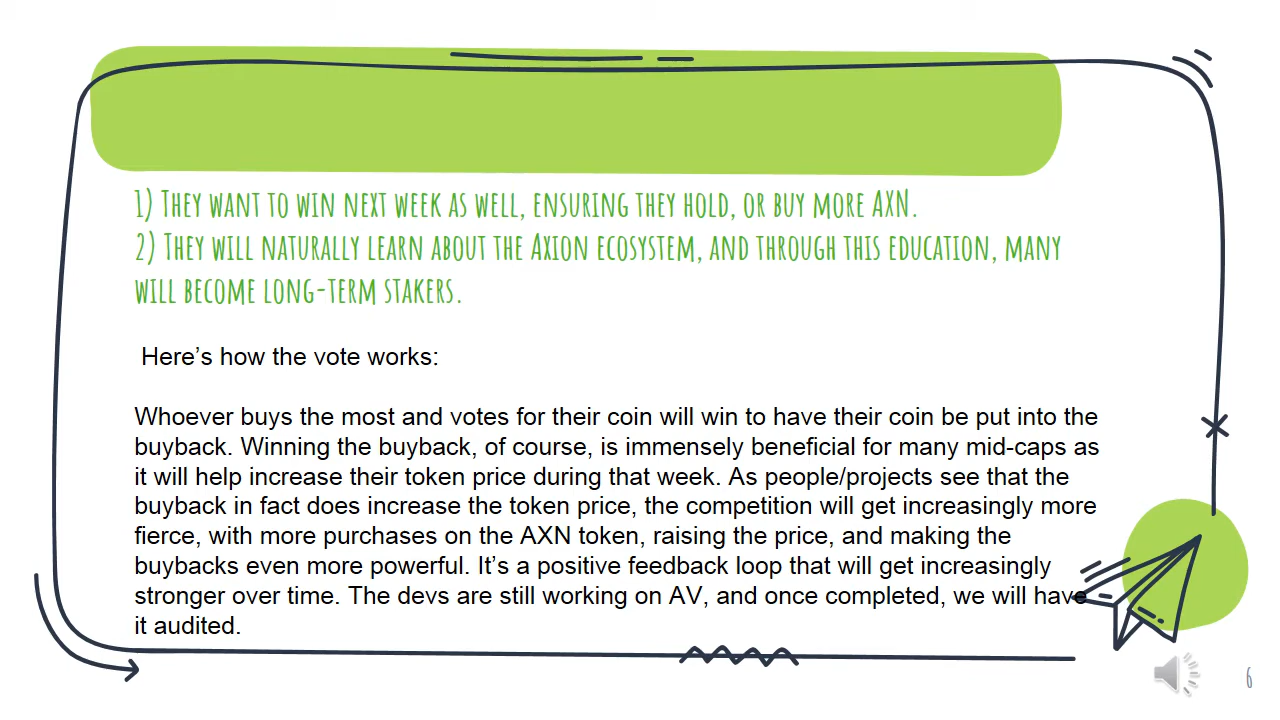 1) They want to win next week as well, ensuring they hold, or buy more AXN.
2) They will naturally learn about the Axion ecosystem, and through this education, many
will become long-term stakers.
Here’s how the vote works:
Whoever buys the most and votes for their coin will win to have their coin be put into the
buyback. Winning the buyback, of course, is immensely beneficial for many mid-caps as
it will help increase their token price during that week. As people/projects see that the
buyback in fact does increase the token price, the competition will get increasingly more
fierce, with more purchases on the AXN token, raising the price, and making the
buybacks even more powerful. It’s a positive feedback loop that will get increasingly
stronger over time. The devs are still working on AV, and once completed, we will have
it audited.
6